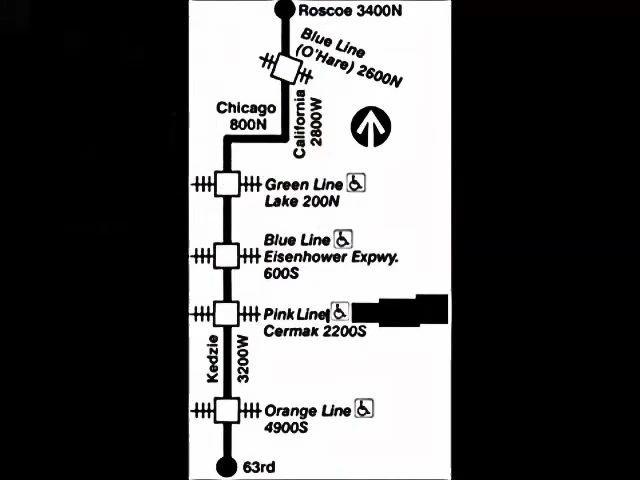 Roscoe 3400N
Blue Line
(O'Hare) 2600N
Chicago
800N
California
2800W
Green Line
Lake 200N
Blue Line
Eisenhower Expwy.
600S
Pink Line
Cermak 2200S
Kedzie
3200W
Orange Line
4900S
63rd